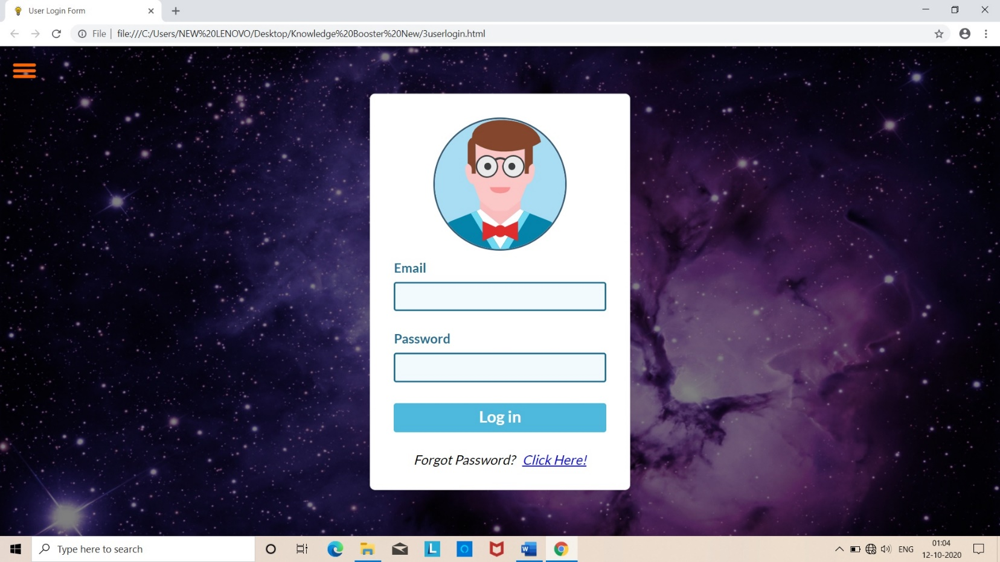 User Login Form
File | file:///C:/Users/NEW%20LENOVO/Desktop/Knowledge%20Booster%20New/3userlogin.html
Email
Password
Log in
Forgot Password? Click Here!
Type here to search
L
W
ENG
01:04
12-10-2020